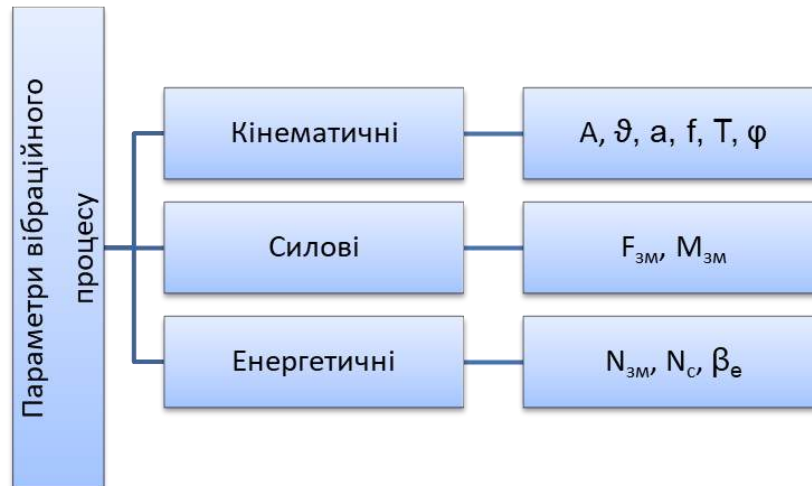 Параметри вібраційного
процесу
Кінематичні
A, ϑ, a, f, T, φ
Силові
Fзм, Mзм
Енергетичні
Nзм, Nс, βе